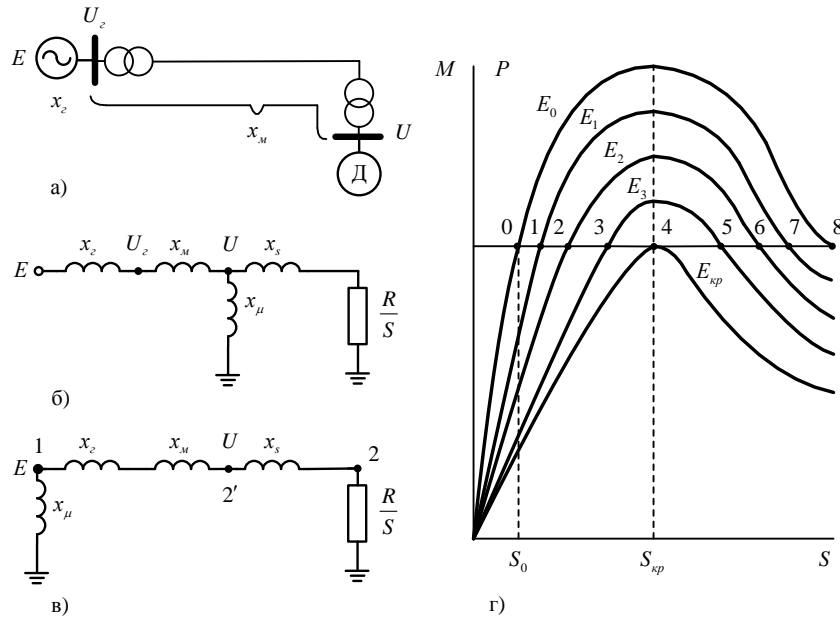 U_г
E
x_г
x_м
U
Д
а)
x_г U_г x_м U x_s
E
x_μ
R/S
б)
1 x_г x_м U x_s 2
E
2′
x_μ
R/S
в)
M P
E_0
E_1
E_2
E_3
0 1 2 3 4 5 6 7 8
E_кр
S_0 S_кр S
г)